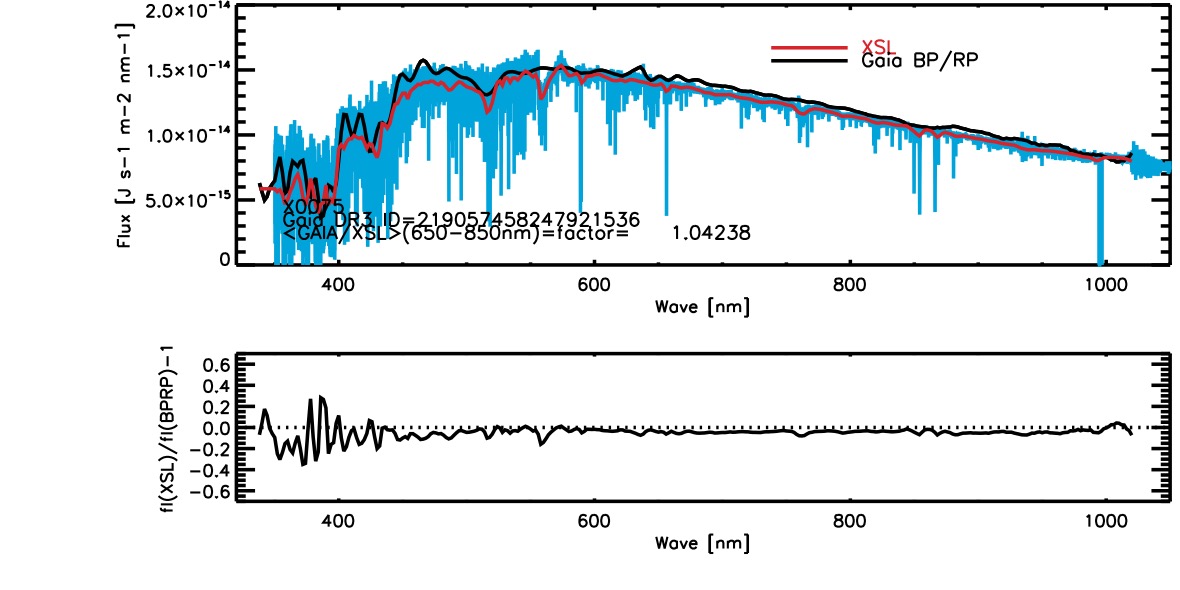 2.0×10⁻¹⁴
1.5×10⁻¹⁴
1.0×10⁻¹⁴
5.0×10⁻¹⁵
0
Flux [J s−1 m−2 nm−1]
XSL
Gaia BP/RP
X0075
Gaia DR3 ID=219057458247921536
<GAIA/XSL>(650−850nm)=factor= 1.04238
400 600 800 1000
Wave [nm]
fl(XSL)/fl(BPRP)−1
0.6
0.4
0.2
0.0
−0.2
−0.4
−0.6
400 600 800 1000
Wave [nm]